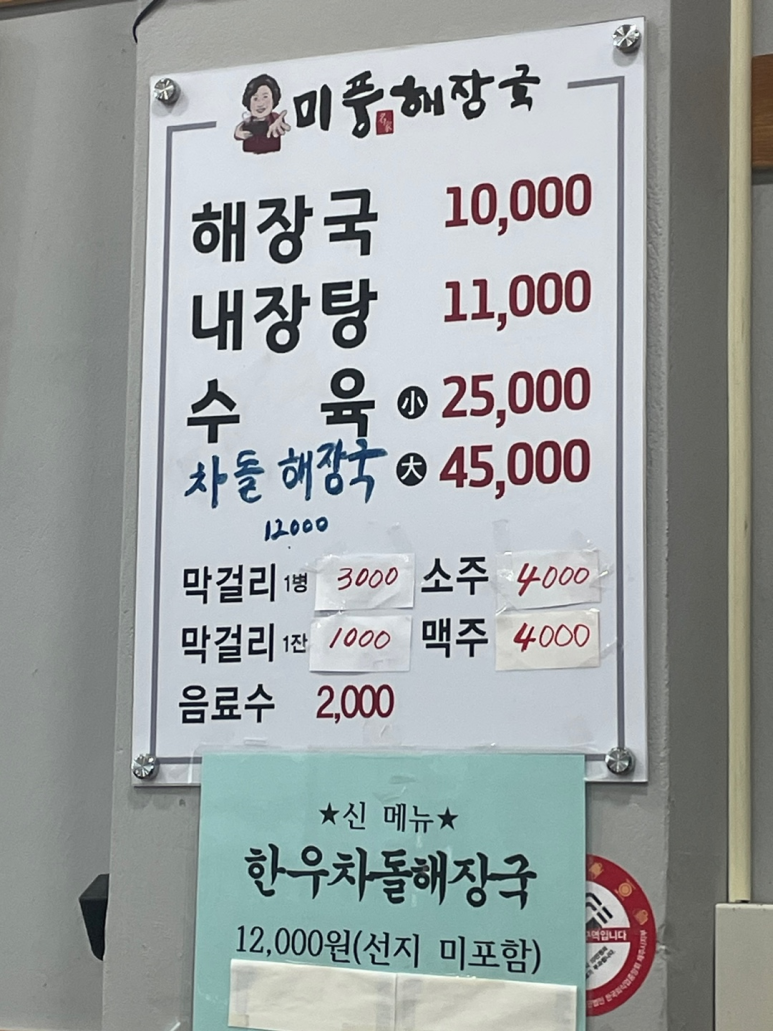 미풍해장국
해장국 10,000
내장탕 11,000
수육 小 25,000
차돌 해장국 大 45,000
12000
막걸리 1병 3000 소주 4000
막걸리 1잔 1000 맥주 4000
음료수 2,000
★신 메뉴★
한우차돌해장국
12,000원(선지 미포함)